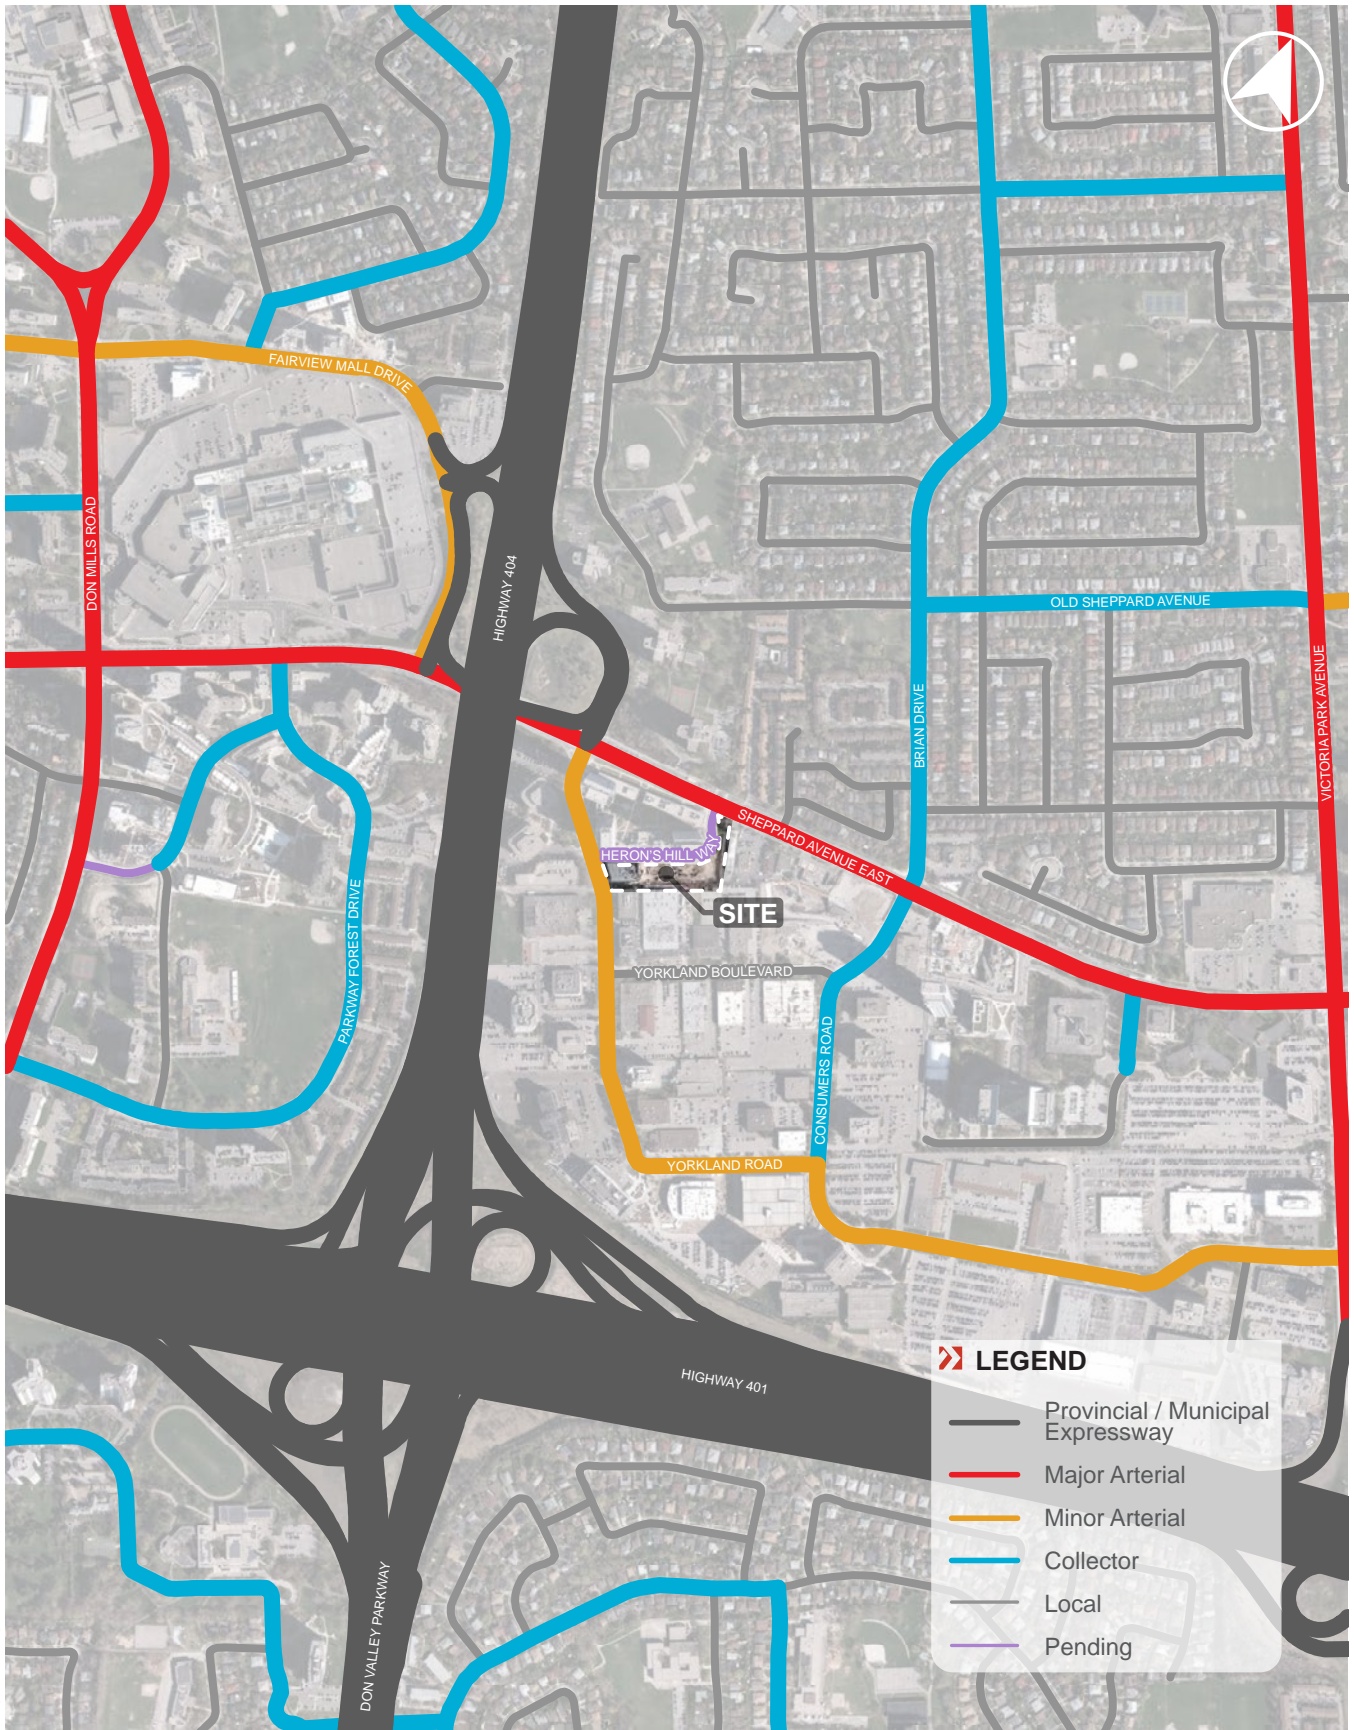 FAIRVIEW MALL DRIVE
DON MILLS ROAD
HIGHWAY 404
OLD SHEPPARD AVENUE
BRIAN DRIVE
VICTORIA PARK AVENUE
SHEPPARD AVENUE EAST
HERON'S HILL WAY
SITE
PARKWAY FOREST DRIVE
YORKLAND BOULEVARD
CONSUMERS ROAD
YORKLAND ROAD
HIGHWAY 401
DON VALLEY PARKWAY
LEGEND
Provincial / Municipal
Expressway
Major Arterial
Minor Arterial
Collector
Local
Pending